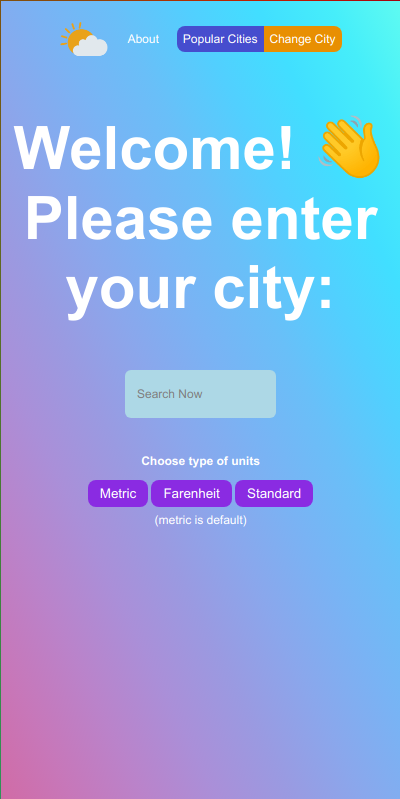 About Popular Cities Change City
Welcome! 👋
Please enter
your city:
Search Now
Choose type of units
Metric Farenheit Standard
(metric is default)